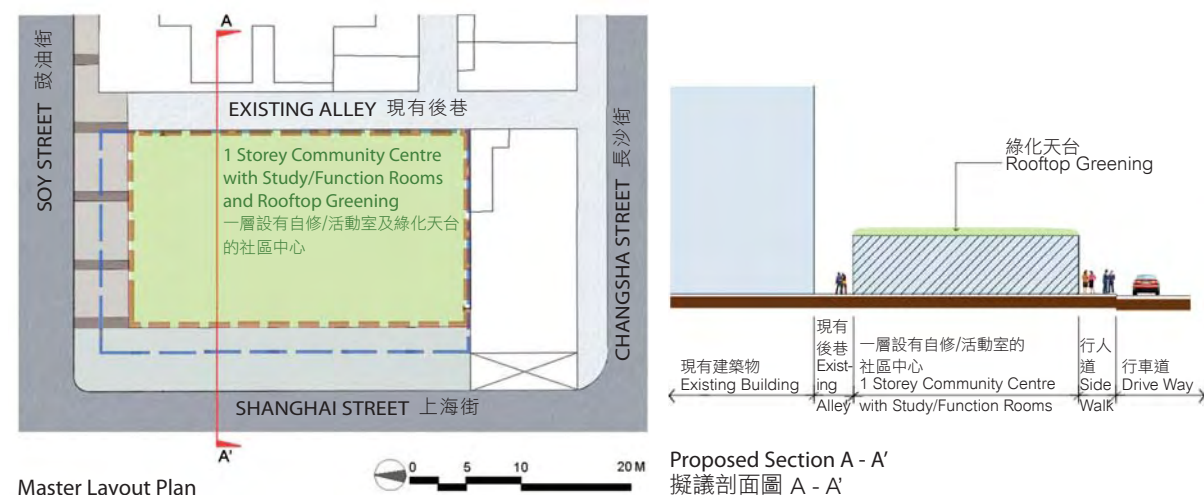 A
SOY STREET 豉油街
EXISTING ALLEY 現有後巷
1 Storey Community Centre
with Study/Function Rooms
and Rooftop Greening
一層設有自修/活動室及綠化天台
的社區中心
CHANGSHA STREET 長沙街
SHANGHAI STREET 上海街
A'
Master Layout Plan
0 5 10 20 M
綠化天台
Rooftop Greening
現有建築物
Existing Building
現有
後巷
Exist-
ing
Alley
一層設有自修/活動室的
社區中心
1 Storey Community Centre
with Study/Function Rooms
行人
道
Side
Walk
行車道
Drive Way
Proposed Section A - A'
擬議剖面圖 A - A'